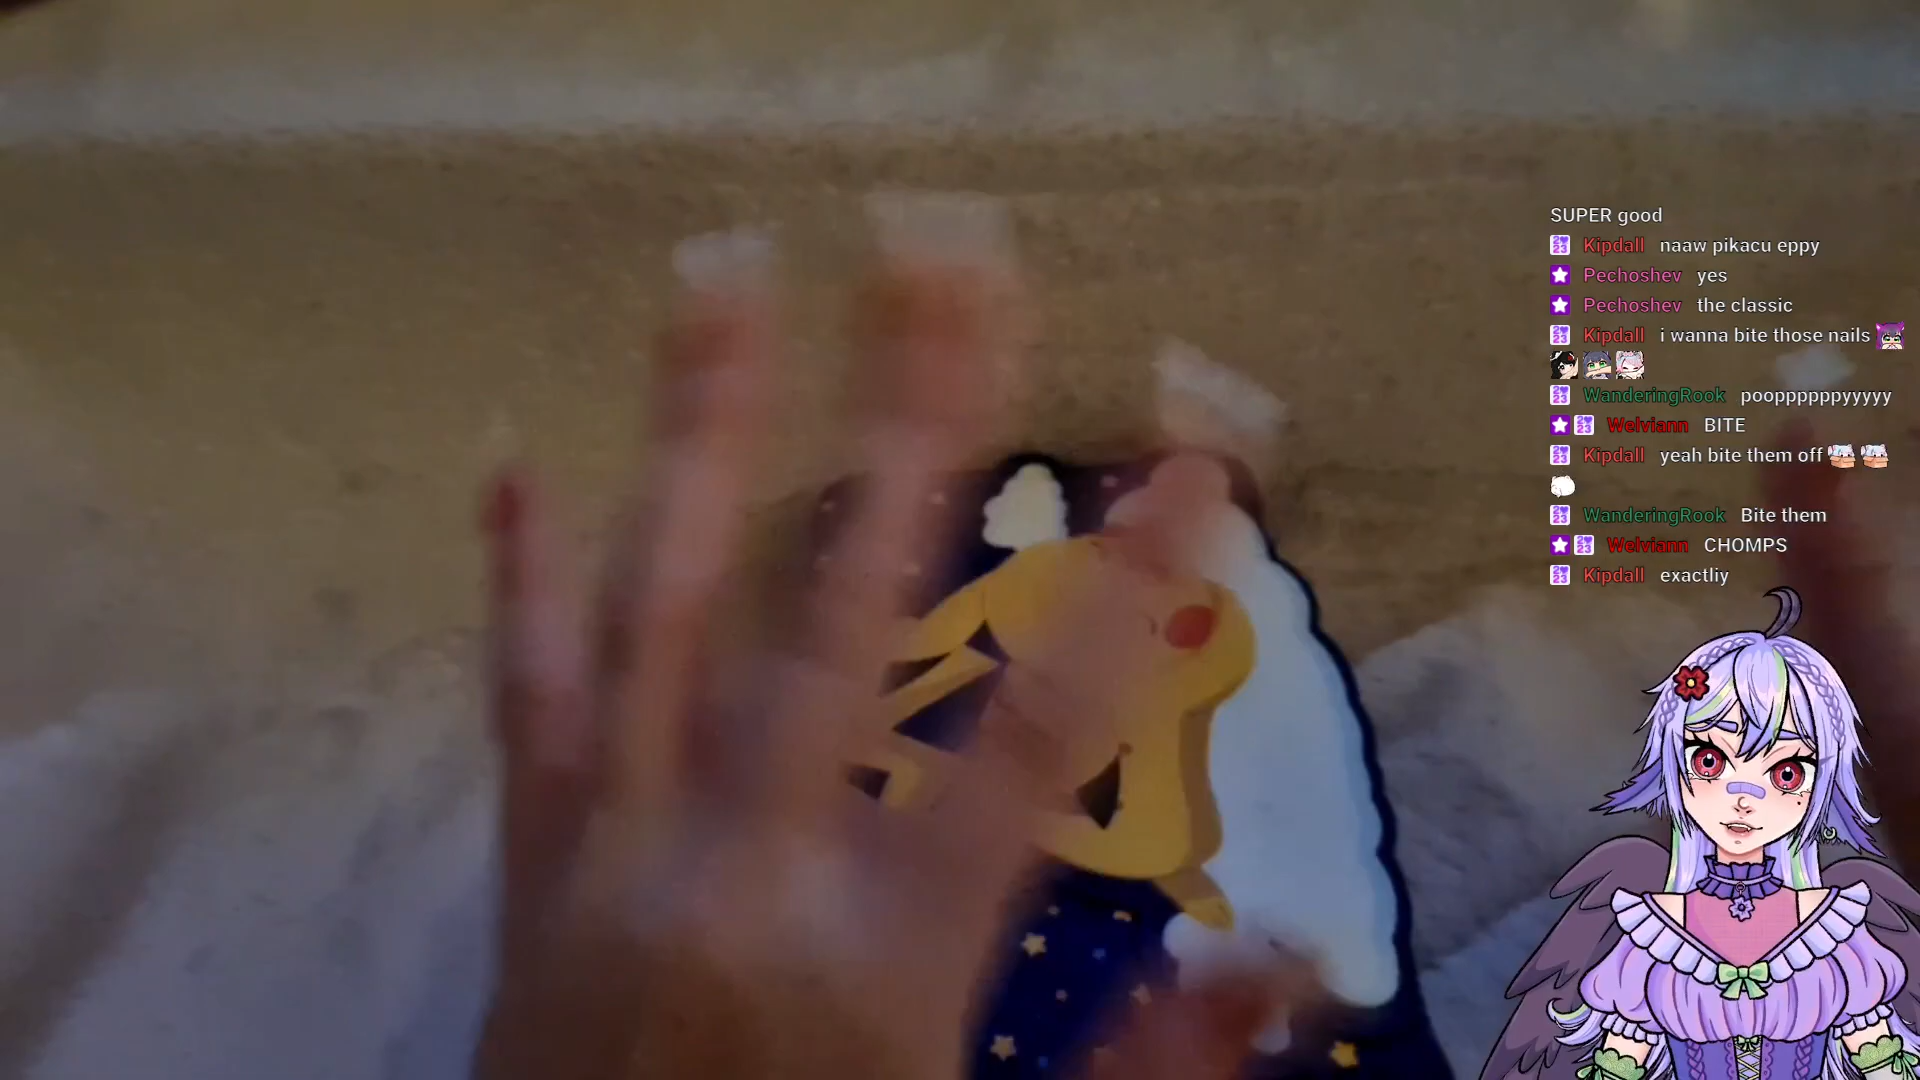 SUPER good
Kipdall naaw pikacu eppy
Pechoshev yes
Pechoshev the classic
Kipdall i wanna bite those nails
WanderingRook poopppppyyyyy
Welviann BITE
Kipdall yeah bite them off
WanderingRook Bite them
Welviann CHOMPS
Kipdall exactliy